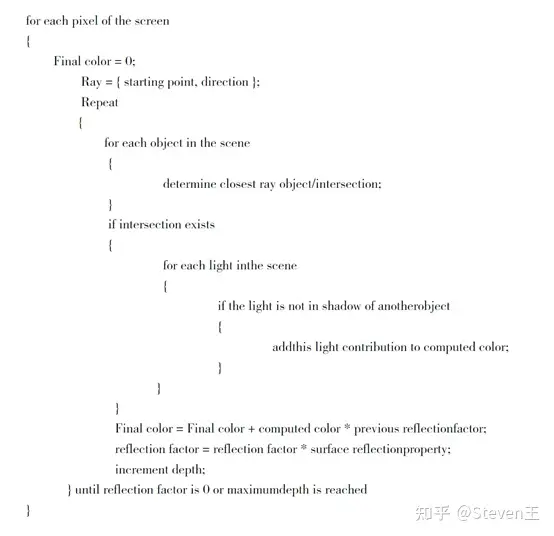 for each pixel of the screen
{
Final color = 0;
Ray = { starting point, direction };
Repeat
{
for each object in the scene
{
determine closest ray object/intersection;
}
if intersection exists
{
for each light inthe scene
{
if the light is not in shadow of anotherobject
{
addthis light contribution to computed color;
}
}
}
Final color = Final color + computed color * previous reflectionfactor;
reflection factor = reflection factor * surface reflectionproperty;
increment depth;
} until reflection factor is 0 or maximumdepth is reached
}
知乎 @Steven王